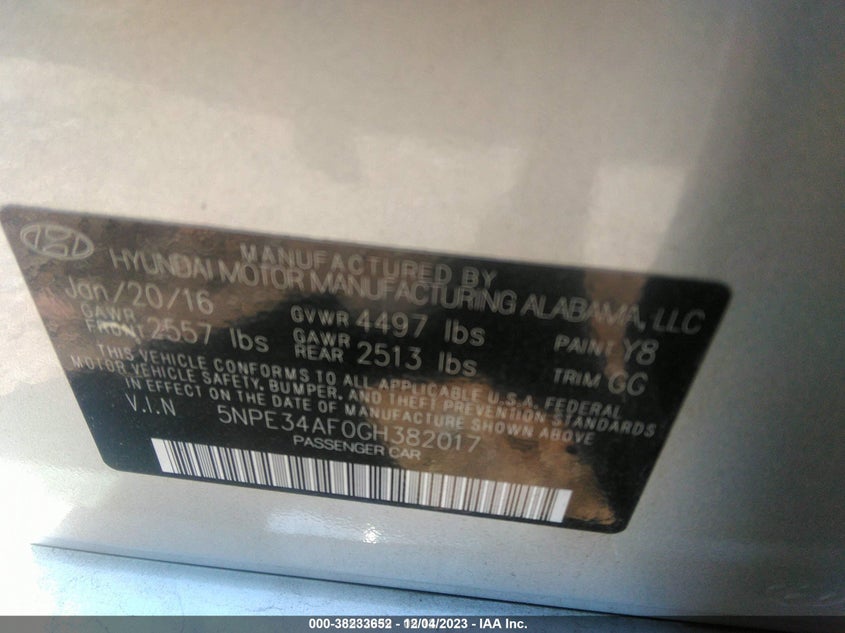 MANUFACTURED BY
HYUNDAI MOTOR MANUFACTURING ALABAMA, LLC
Jan/20/16
GAWR FRONT 2557 lbs
GVWR 4497 lbs
GAWR REAR 2513 lbs
PAINT Y8
TRIM GG
THIS VEHICLE CONFORMS TO ALL APPLICABLE U.S.A. FEDERAL
MOTOR VEHICLE SAFETY, BUMPER, AND THEFT PREVENTION STANDARDS
IN EFFECT ON THE DATE OF MANUFACTURE SHOWN ABOVE
V.I.N 5NPE34AF0GH382017
PASSENGER CAR
000-38233652 - 12/04/2023 - IAA Inc.